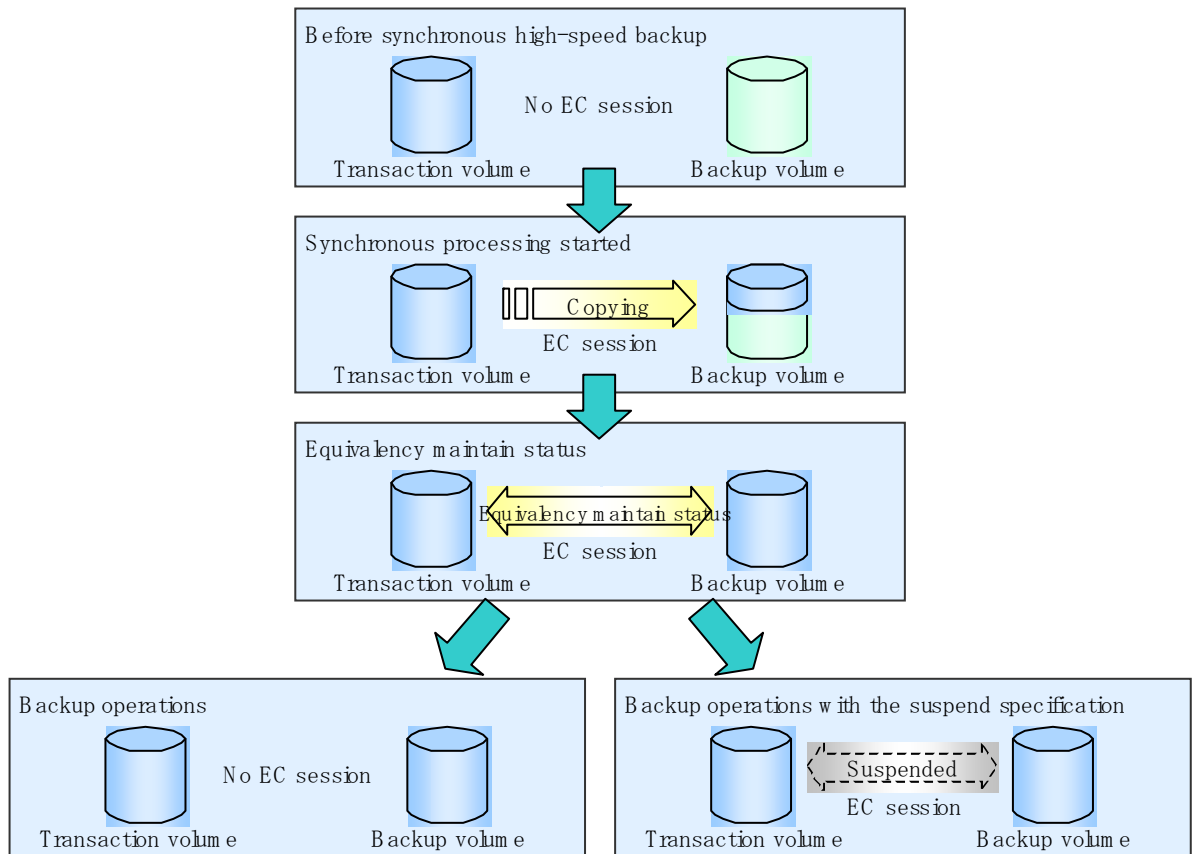 Before synchronous high-speed backup
No EC session
Transaction volume Backup volume
Synchronous processing started
Copying
EC session
Transaction volume Backup volume
Equivalency maintain status
Equivalency maintain status
EC session
Transaction volume Backup volume
Backup operations
No EC session
Transaction volume Backup volume
Backup operations with the suspend specification
Suspended
EC session
Transaction volume Backup volume